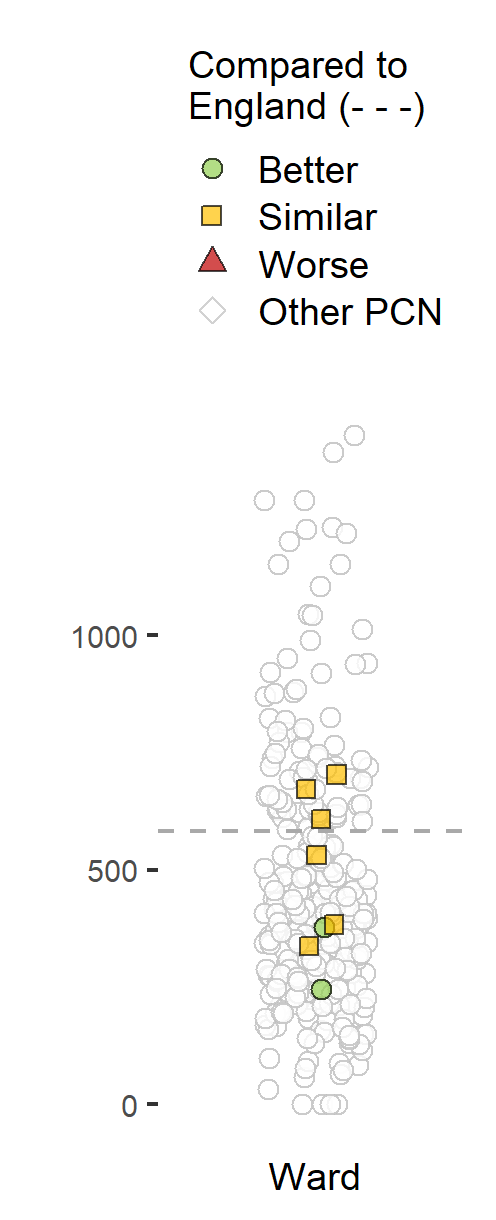 Compared to
England (- - -)
Better
Similar
Worse
Other PCN
1000
500
0
Ward